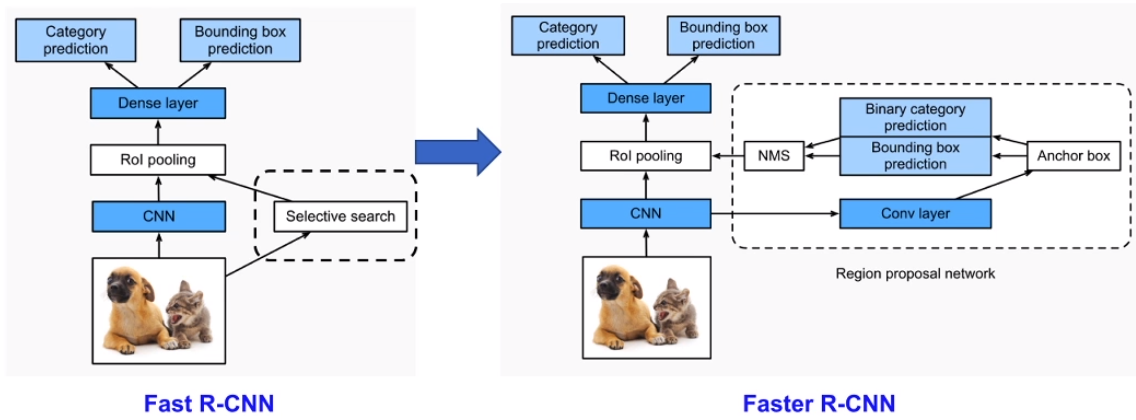 Category
prediction
Bounding box
prediction
Dense layer
RoI pooling
CNN
Selective search
Fast R-CNN
Category
prediction
Bounding box
prediction
Dense layer
RoI pooling
CNN
NMS
Binary category
prediction
Bounding box
prediction
Anchor box
Conv layer
Region proposal network
Faster R-CNN